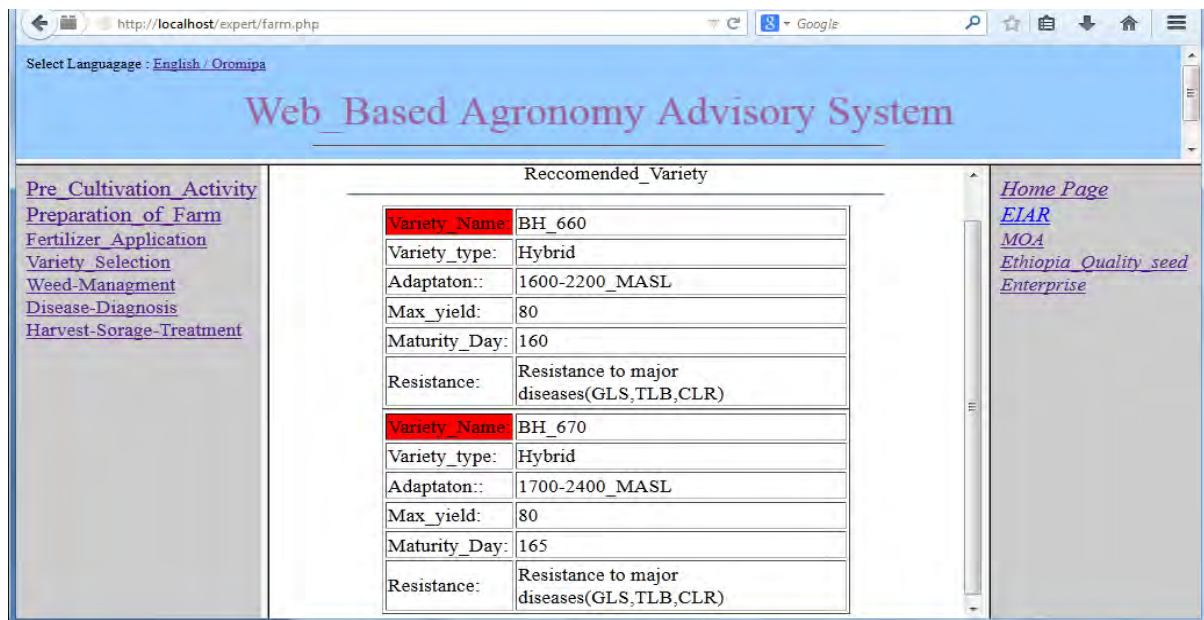 http://localhost/expert/farm.php
8 Google
Select Languagage : English / Oromipa
Web_Based Agronomy Advisory System
Pre_Cultivation_Activity
Preparation_of_Farm
Fertilizer_Application
Variety_Selection
Weed-Managment
Disease-Diagnosis
Harvest-Sorage-Treatment
Reccomended_Variety
Variety_Name: BH_660
Variety_type: Hybrid
Adaptaton:: 1600-2200_MASL
Max_yield: 80
Maturity_Day: 160
Resistance: Resistance to major
diseases(GLS,TLB,CLR)
Variety_Name: BH_670
Variety_type: Hybrid
Adaptaton:: 1700-2400_MASL
Max_yield: 80
Maturity_Day: 165
Resistance: Resistance to major
diseases(GLS,TLB,CLR)
Home Page
EIAR
MOA
Ethiopia_Quality_seed
Enterprise